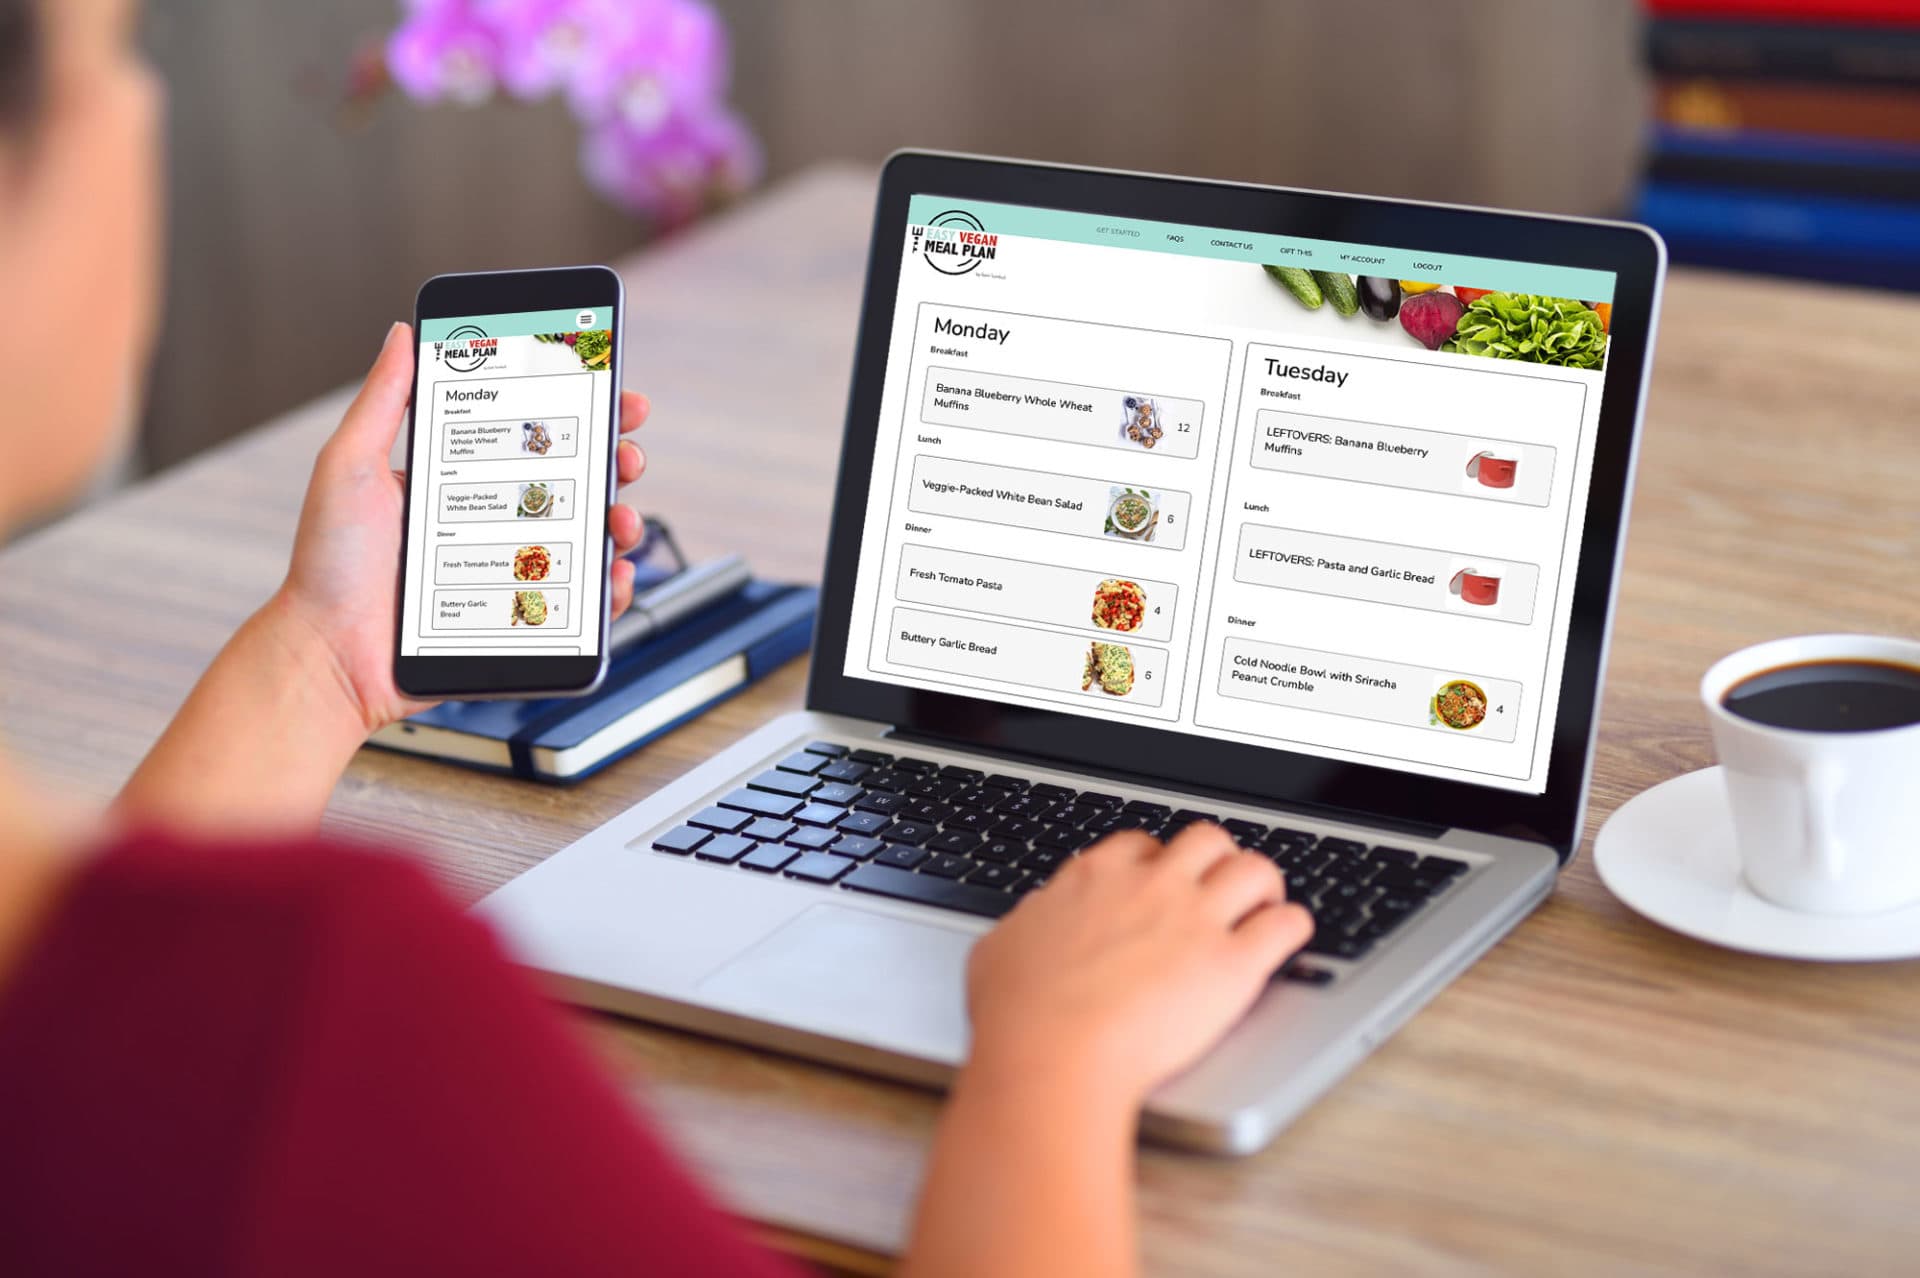 THE
EASY VEGAN
MEAL PLAN
Monday
Breakfast
Banana Blueberry
Whole Wheat
Muffins
12
Lunch
Veggie-Packed
White Bean Salad
6
Dinner
Fresh Tomato Pasta
4
Buttery Garlic
Bread
6
THE
EASY VEGAN
MEAL PLAN
GET STARTED
FAQS
CONTACT US
GIFT THIS
MY ACCOUNT
LOGOUT
Monday
Breakfast
Banana Blueberry Whole Wheat
Muffins
12
Lunch
Veggie-Packed White Bean Salad
6
Dinner
Fresh Tomato Pasta
4
Buttery Garlic Bread
6
Tuesday
Breakfast
LEFTOVERS: Banana Blueberry
Muffins
Lunch
LEFTOVERS: Pasta and Garlic Bread
Dinner
Cold Noodle Bowl with Sriracha
Peanut Crumble
4